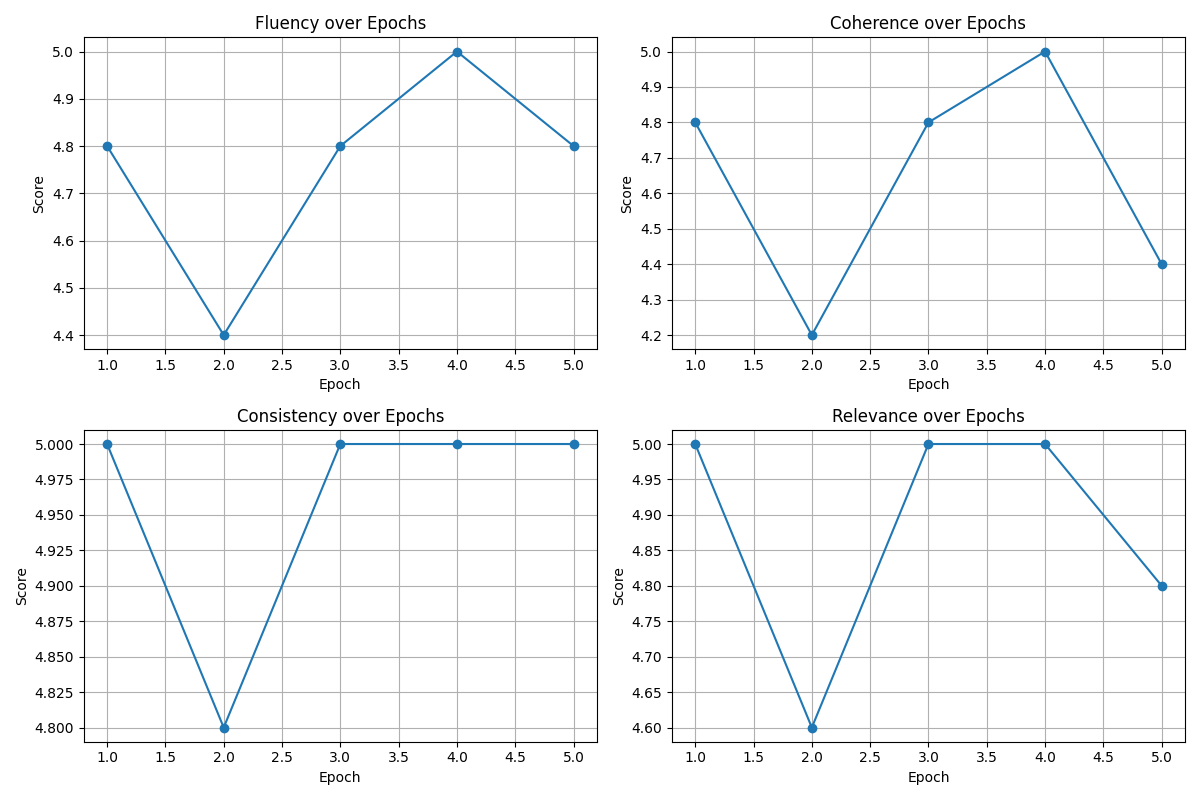 Fluency over Epochs
5.0
4.9
4.8
4.7
4.6
4.5
4.4
Score
1.0 1.5 2.0 2.5 3.0 3.5 4.0 4.5 5.0
Epoch
Coherence over Epochs
5.0
4.9
4.8
4.7
4.6
4.5
4.4
4.3
4.2
Score
1.0 1.5 2.0 2.5 3.0 3.5 4.0 4.5 5.0
Epoch
Consistency over Epochs
5.000
4.975
4.950
4.925
4.900
4.875
4.850
4.825
4.800
Score
1.0 1.5 2.0 2.5 3.0 3.5 4.0 4.5 5.0
Epoch
Relevance over Epochs
5.00
4.95
4.90
4.85
4.80
4.75
4.70
4.65
4.60
Score
1.0 1.5 2.0 2.5 3.0 3.5 4.0 4.5 5.0
Epoch